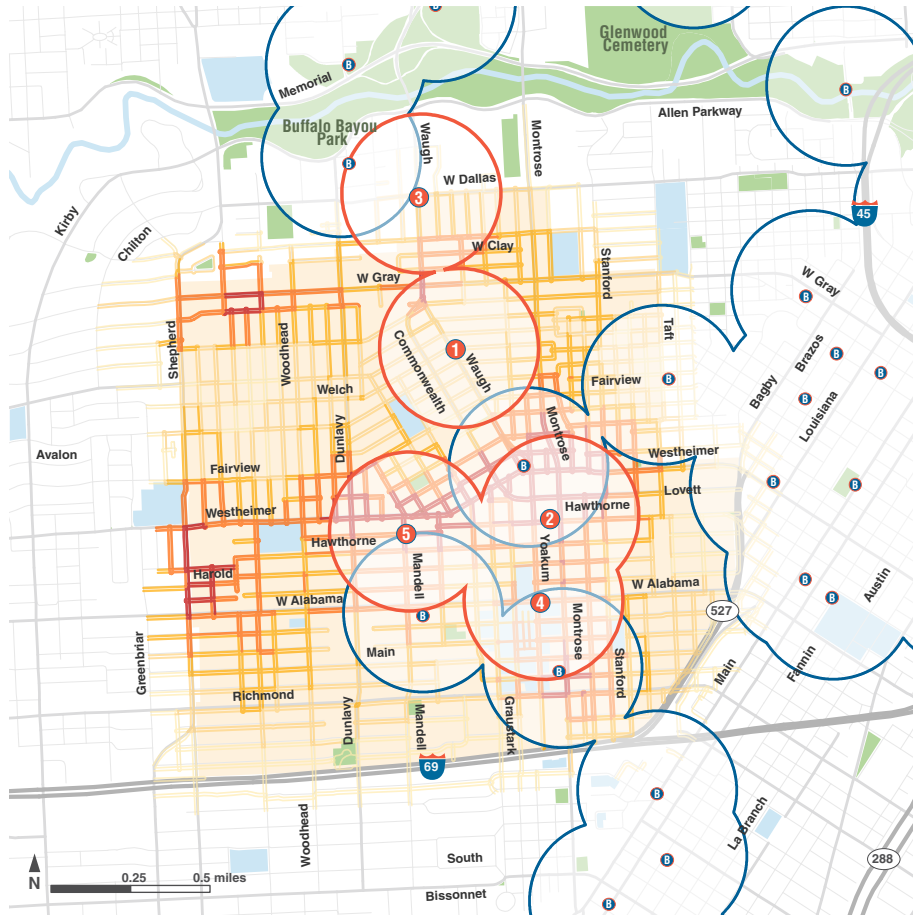 B
Glenwood
Cemetery
B
Memorial
B
Allen Parkway
Buffalo Bayou
Park
Waugh
Montrose
B
W Dallas
3
Kirby
45
Chilton
W Clay
Stanford
W Gray
W Gray
B
Shepherd
Woodhead
Commonwealth
1
Waugh
Taft
Brazos
B
B
Fairview
B
Welch
Bagby
B
Louisiana
Dunlavy
Montrose
Avalon
Westheimer
Fairview
B
B
B
Lovett
Westheimer
Hawthorne
2
Hawthorne
5
Yoakum
Mandell
Harold
W Alabama
B
Austin
W Alabama
4
B
527
B
Montrose
Greenbriar
Main
Stanford
Fannin
Main
B
Richmond
Dunlavy
Mandell
Graustark
69
B
La Branch
Woodhead
South
B
288
N
0.25
0.5 miles
Bissonnet
B